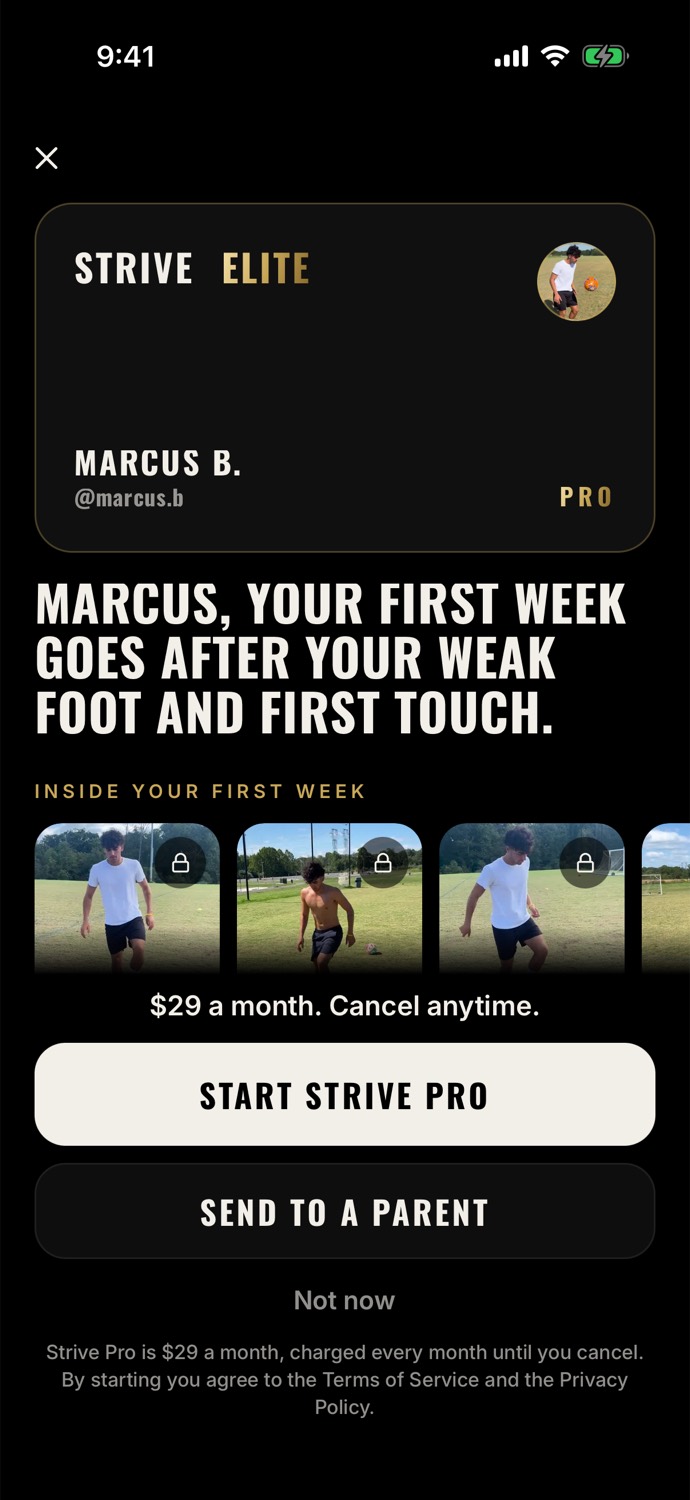 9:41
STRIVE ELITE
MARCUS B.
@marcus.b
PRO
MARCUS, YOUR FIRST WEEK
GOES AFTER YOUR WEAK
FOOT AND FIRST TOUCH.
INSIDE YOUR FIRST WEEK
$29 a month. Cancel anytime.
START STRIVE PRO
SEND TO A PARENT
Not now
Strive Pro is $29 a month, charged every month until you cancel.
By starting you agree to the Terms of Service and the Privacy
Policy.